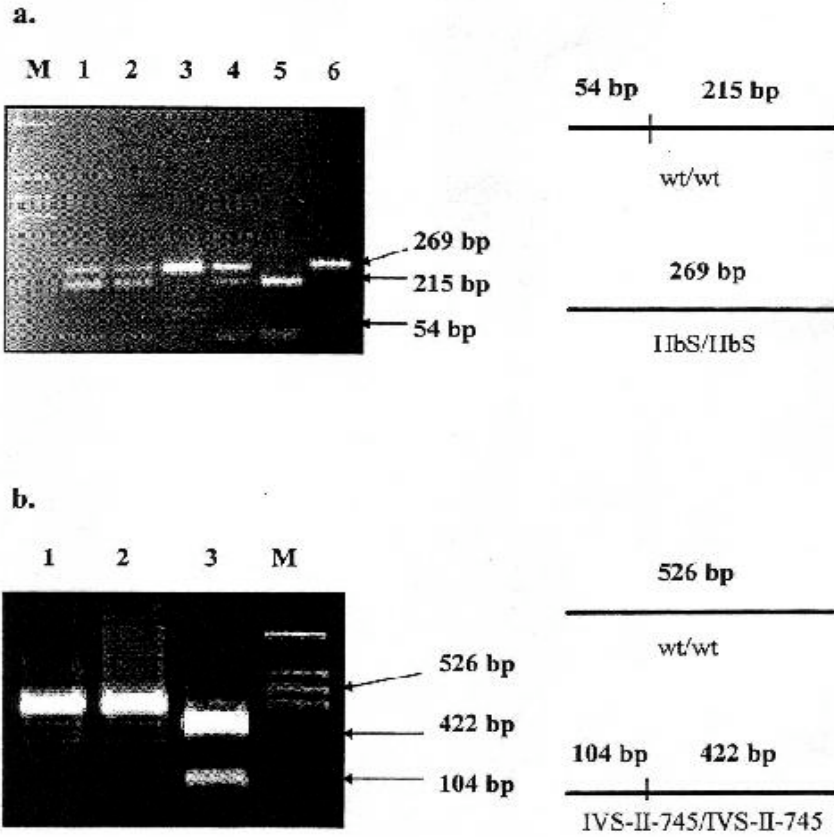 a.
M 1 2 3 4 5 6
269 bp
215 bp
54 bp
54 bp 215 bp
wt/wt
269 bp
HbS/HbS
b.
1 2 3 M
526 bp
422 bp
104 bp
526 bp
wt/wt
104 bp 422 bp
IVS-II-745/IVS-II-745